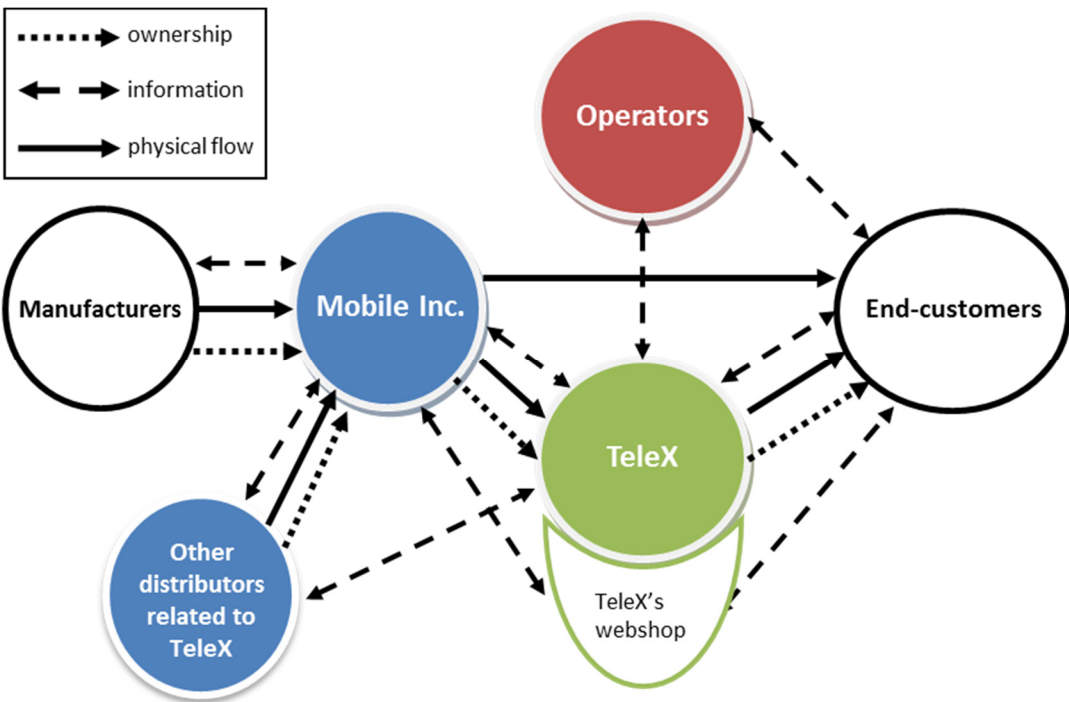 ownership
information
physical flow
Operators
Manufacturers
Mobile Inc.
End-customers
TeleX
Other
distributors
related to
TeleX
TeleX's
webshop